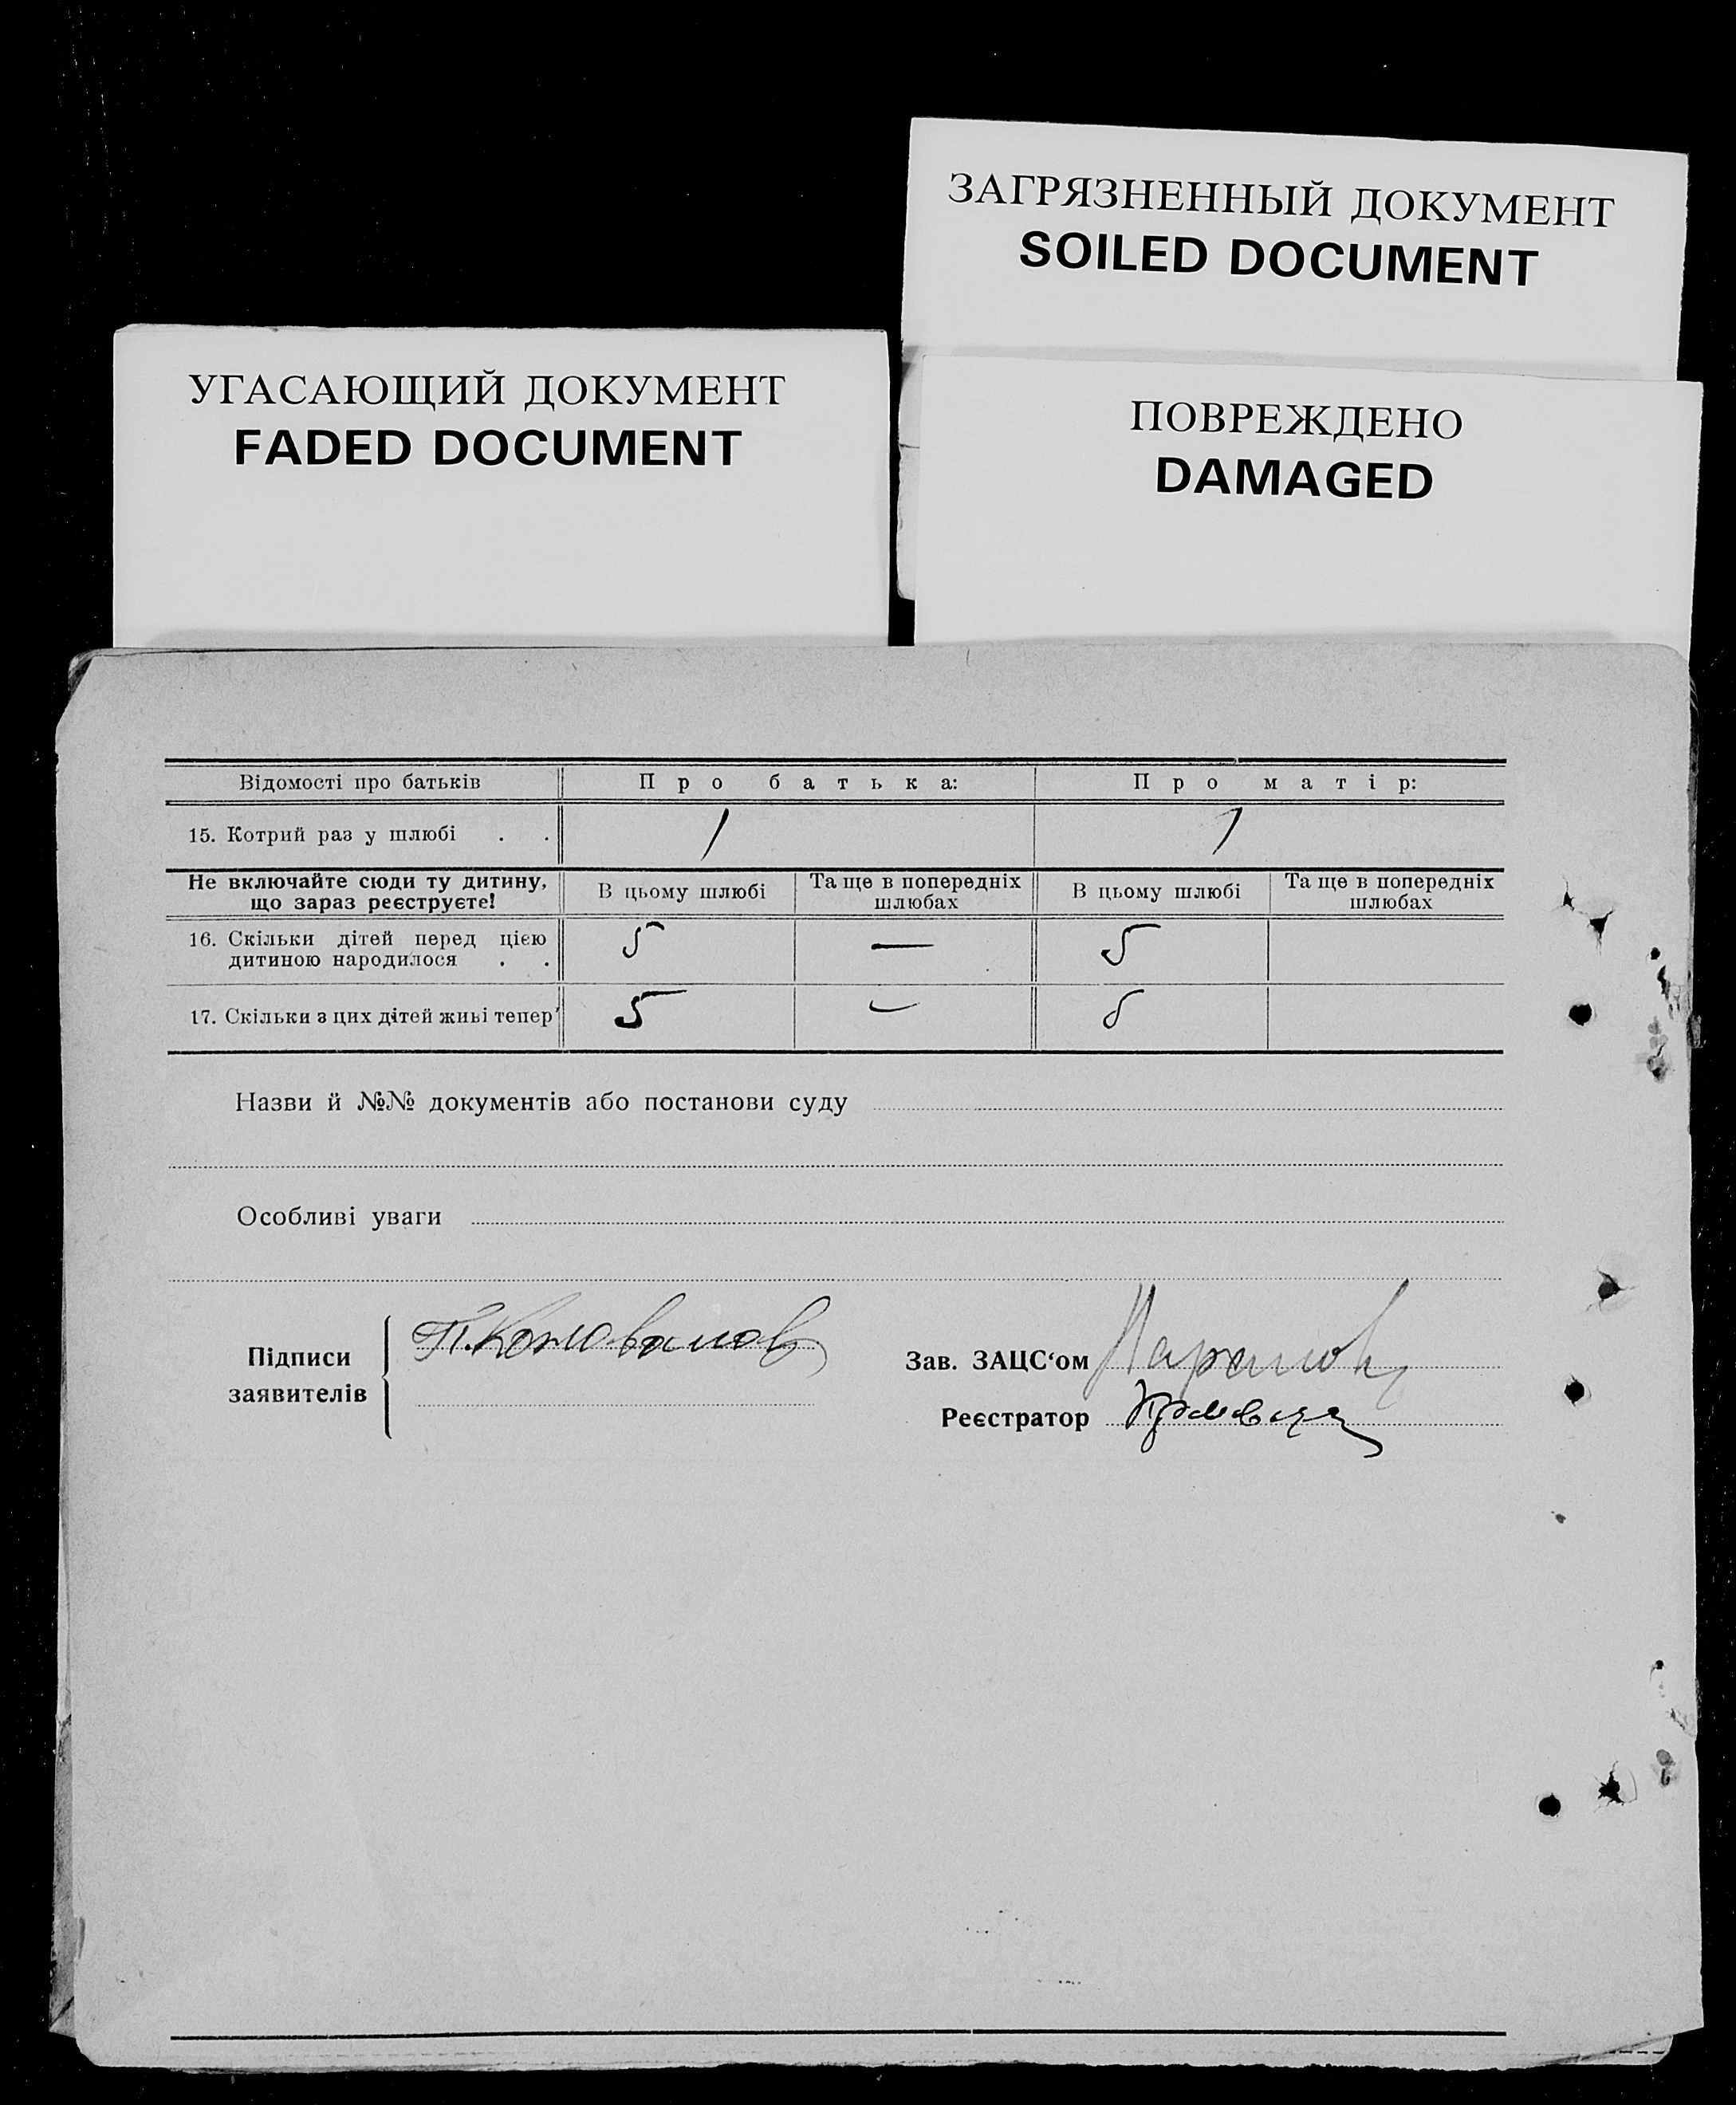 ЗАГРЯЗНЕННЫЙ ДОКУМЕНТ
SOILED DOCUMENT
УГАСАЮЩИЙ ДОКУМЕНТ
FADED DOCUMENT
ПОВРЕЖДЕНО
DAMAGED
Відомості про батьків Про батька: Про матір:
15. Котрий раз у шлюбі . . 1 1
Не включайте сюди ту дитину, що зараз реєструєте! В цьому шлюбі Та ще в попередніх шлюбах В цьому шлюбі Та ще в попередніх шлюбах
16. Скільки дітей перед цією 5 — 5
дитиною народилося . .
17. Скільки з цих дітей живі тепер 5 —
Назви й №№ документів або постанови суду
Особливі уваги
Підписи
заявителів
П. Коновалов
Зав. ЗАЦС‘ом
Реєстратор